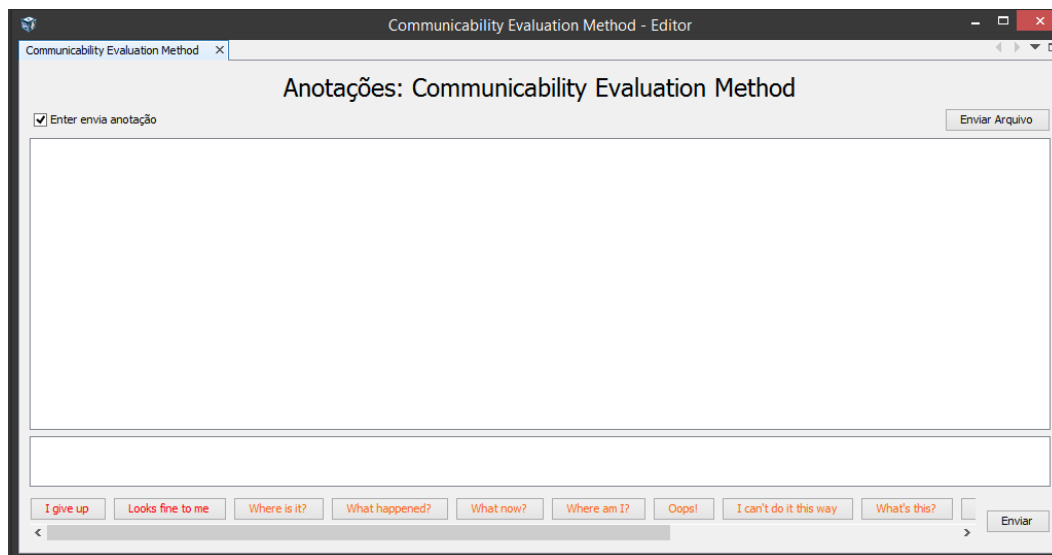 Communicability Evaluation Method - Editor
Communicability Evaluation Method X
Anotações: Communicability Evaluation Method
Enter envia anotação Enviar Arquivo
I give up Looks fine to me Where is it? What happened? What now? Where am I? Oops! I can't do it this way What's this?
Enviar